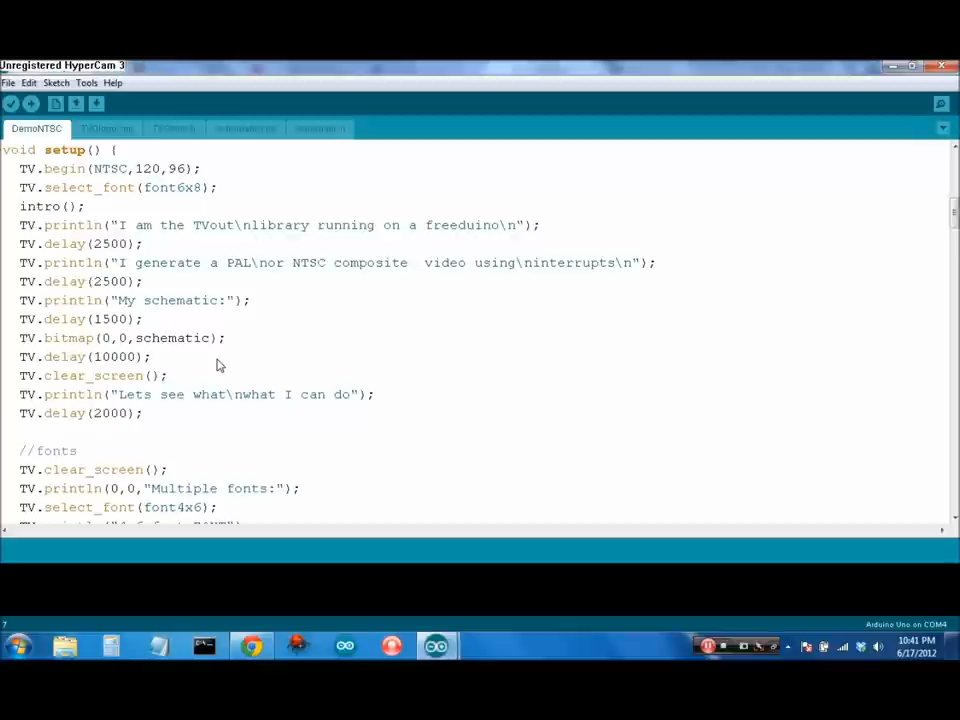 Unregistered HyperCam 3
File Edit Sketch Tools Help
DemoNTSC
void setup() {
TV.begin(NTSC,120,96);
TV.select_font(font6x8);
intro();
TV.println("I am the TVout\nlibrary running on a freeduino\n");
TV.delay(2500);
TV.println("I generate a PAL\nor NTSC composite  video using\ninterrupts\n");
TV.delay(2500);
TV.println("My schematic:");
TV.delay(1500);
TV.bitmap(0,0,schematic);
TV.delay(10000);
TV.clear_screen();
TV.println("Lets see what\nwhat I can do");
TV.delay(2000);
//fonts
TV.clear_screen();
TV.println(0,0,"Multiple fonts:");
TV.select_font(font4x6);
7
Arduino Uno on COM4
10:41 PM
6/17/2012